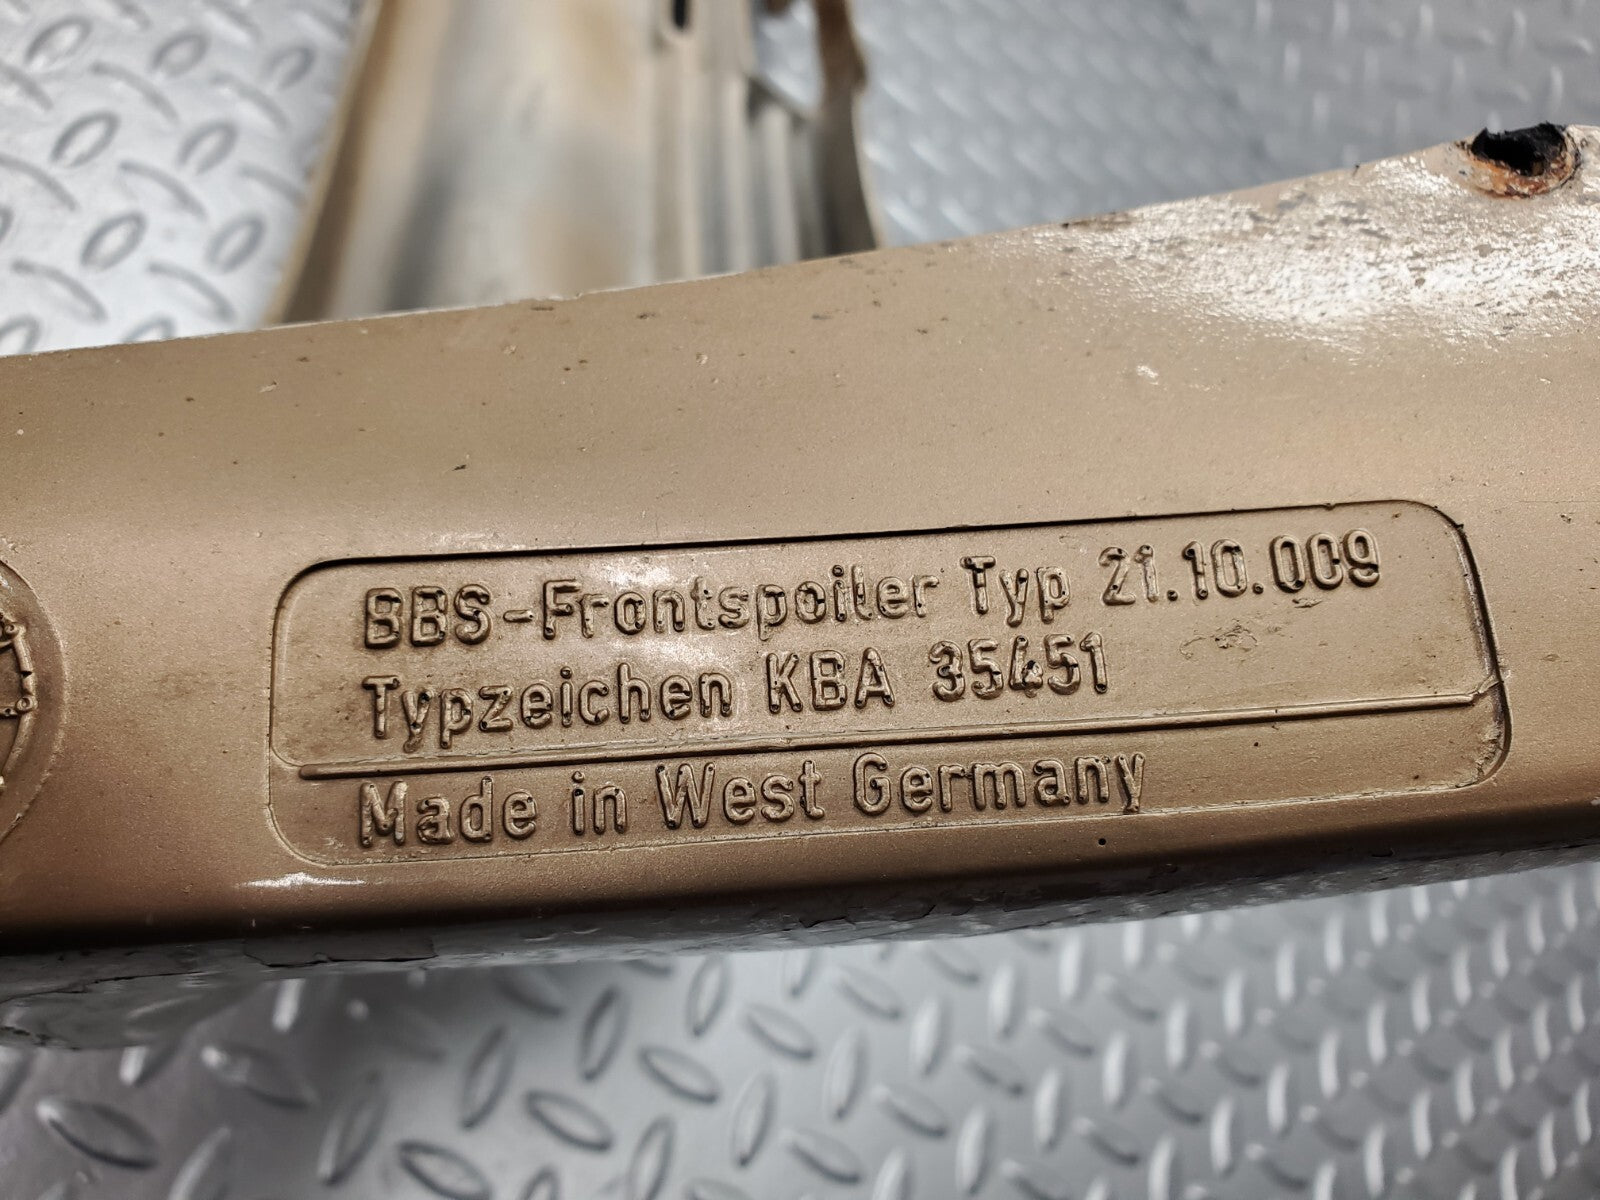 BBS-Frontspoiler Typ 21.10.009
Typzeichen KBA 35451
Made in West Germany